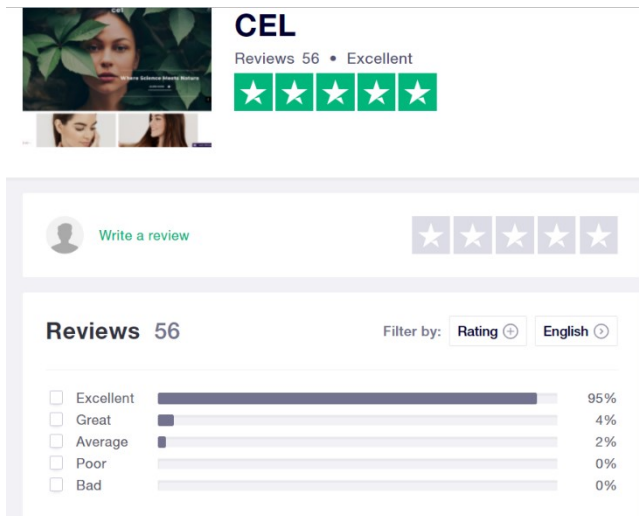 cel
CEL
Reviews 56 • Excellent
Where Science Meets Nature
Write a review
Reviews 56
Filter by: Rating English
Excellent 95%
Great 4%
Average 2%
Poor 0%
Bad 0%